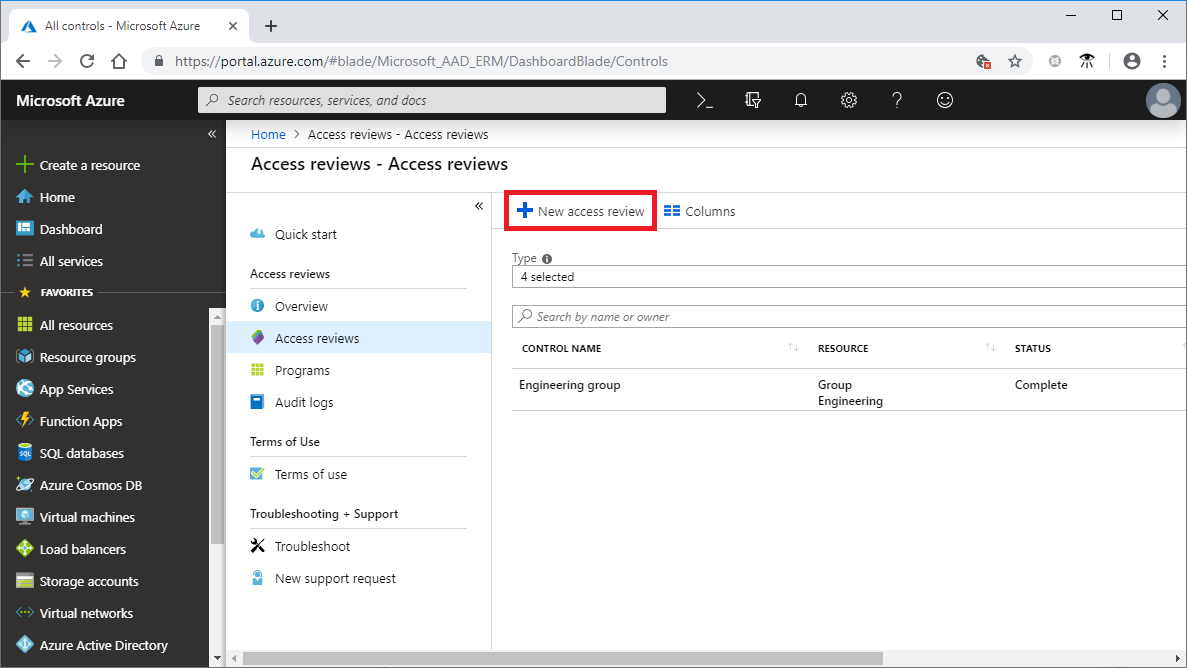 All controls - Microsoft Azure
https://portal.azure.com/#blade/Microsoft_AAD_ERM/DashboardBlade/Controls
Microsoft Azure
Search resources, services, and docs
Create a resource
Home
Dashboard
All services
FAVORITES
All resources
Resource groups
App Services
Function Apps
SQL databases
Azure Cosmos DB
Virtual machines
Load balancers
Storage accounts
Virtual networks
Azure Active Directory
Home > Access reviews - Access reviews
Access reviews - Access reviews
Quick start
Access reviews
Overview
Access reviews
Programs
Audit logs
Terms of Use
Terms of use
Troubleshooting + Support
Troubleshoot
New support request
New access review
Columns
Type
4 selected
Search by name or owner
CONTROL NAME RESOURCE STATUS
Engineering group Group Complete
Engineering